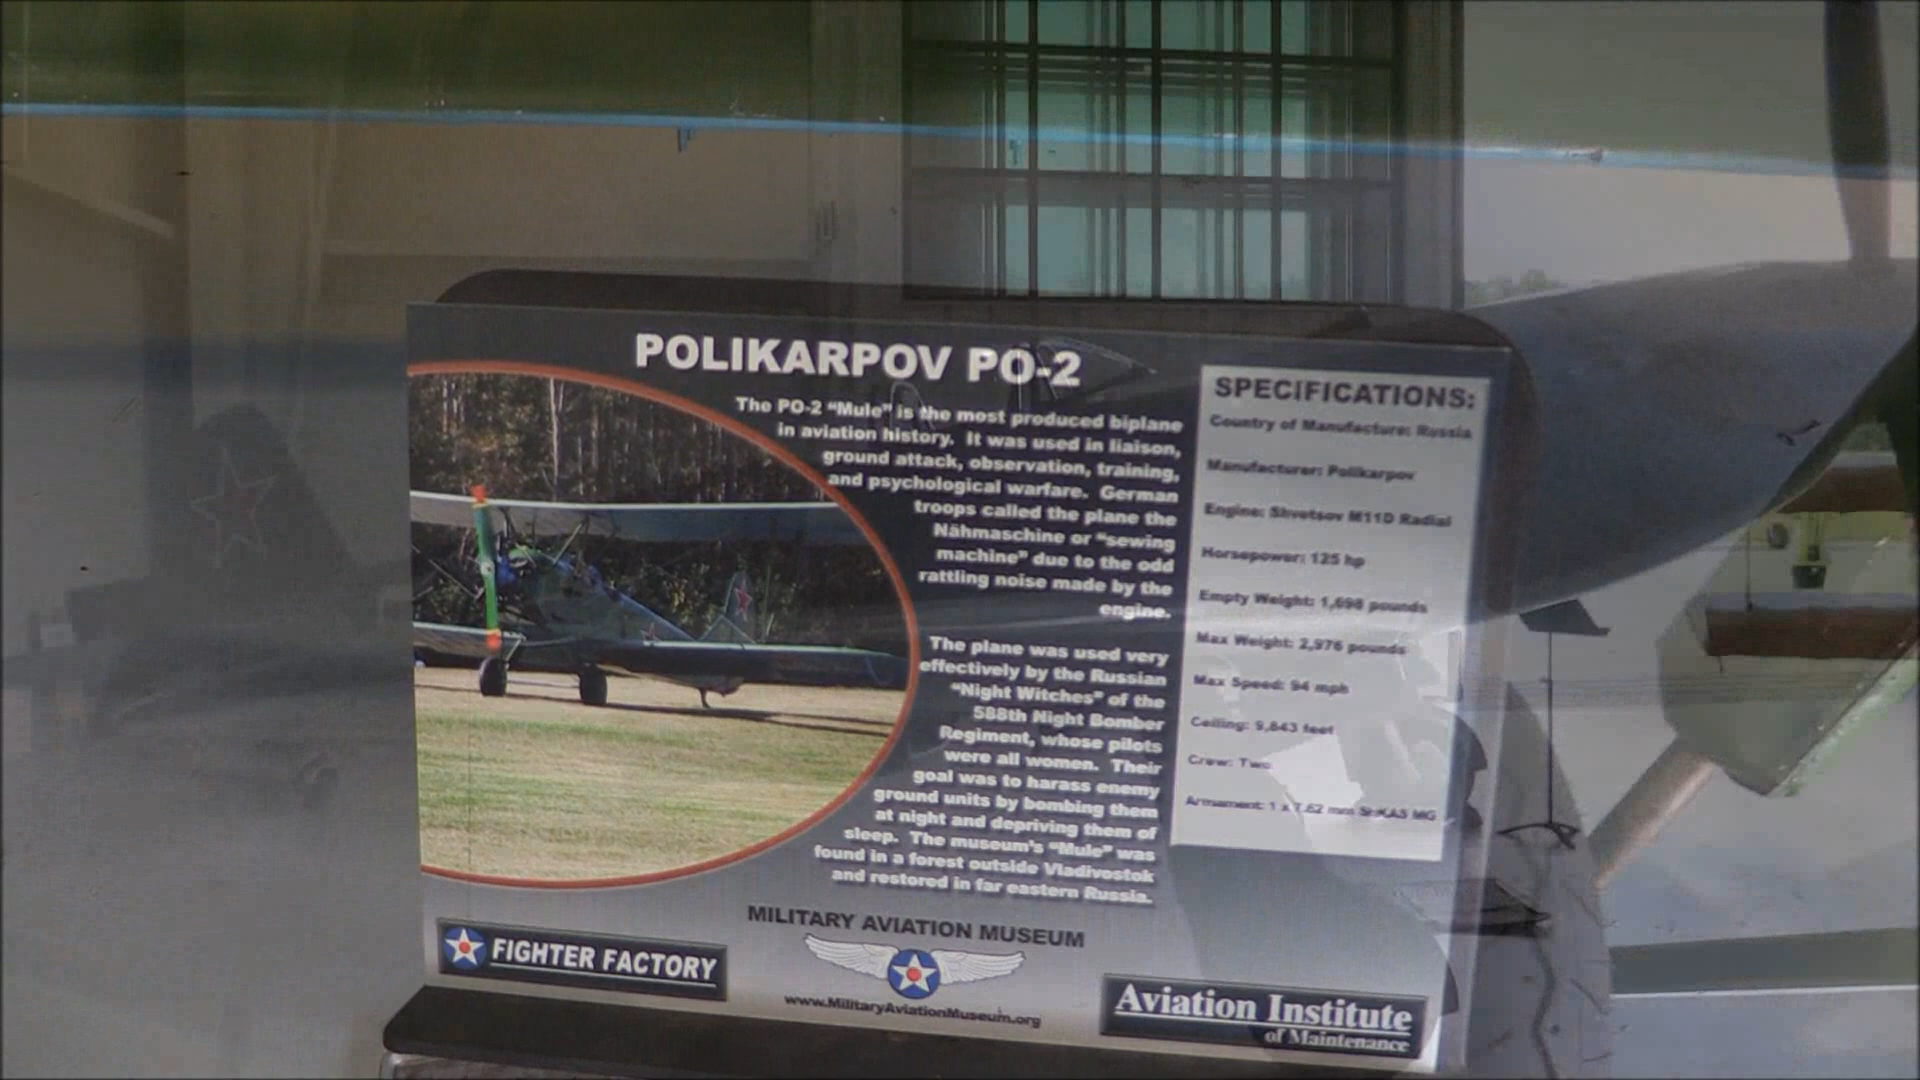 POLIKARPOV PO-2
The PO-2 “Mule” is the most produced biplane
in aviation history. It was used in liaison,
ground attack, observation, training,
and psychological warfare. German
troops called the plane the
Nähmaschine or “sewing
machine” due to the odd
rattling noise made by the
engine.
The plane was used very
effectively by the Russian
“Night Witches” of the
588th Night Bomber
Regiment, whose pilots
were all women. Their
goal was to harass enemy
ground units by bombing them
at night and depriving them of
sleep. The museum's “Mule” was
found in a forest outside Vladivostok
and restored in far eastern Russia.
SPECIFICATIONS:
Country of Manufacture: Russia
Manufacturer: Polikarpov
Engine: Shvetsov M11D Radial
Horsepower: 125 hp
Empty Weight: 1,698 pounds
Max Weight: 2,976 pounds
Max Speed: 94 mph
Ceiling: 9,843 feet
Crew: Two
Armament: 1 x 7.62 mm ShKAS MG
FIGHTER FACTORY
MILITARY AVIATION MUSEUM
www.MilitaryAviationMuseum.org
Aviation Institute
of Maintenance